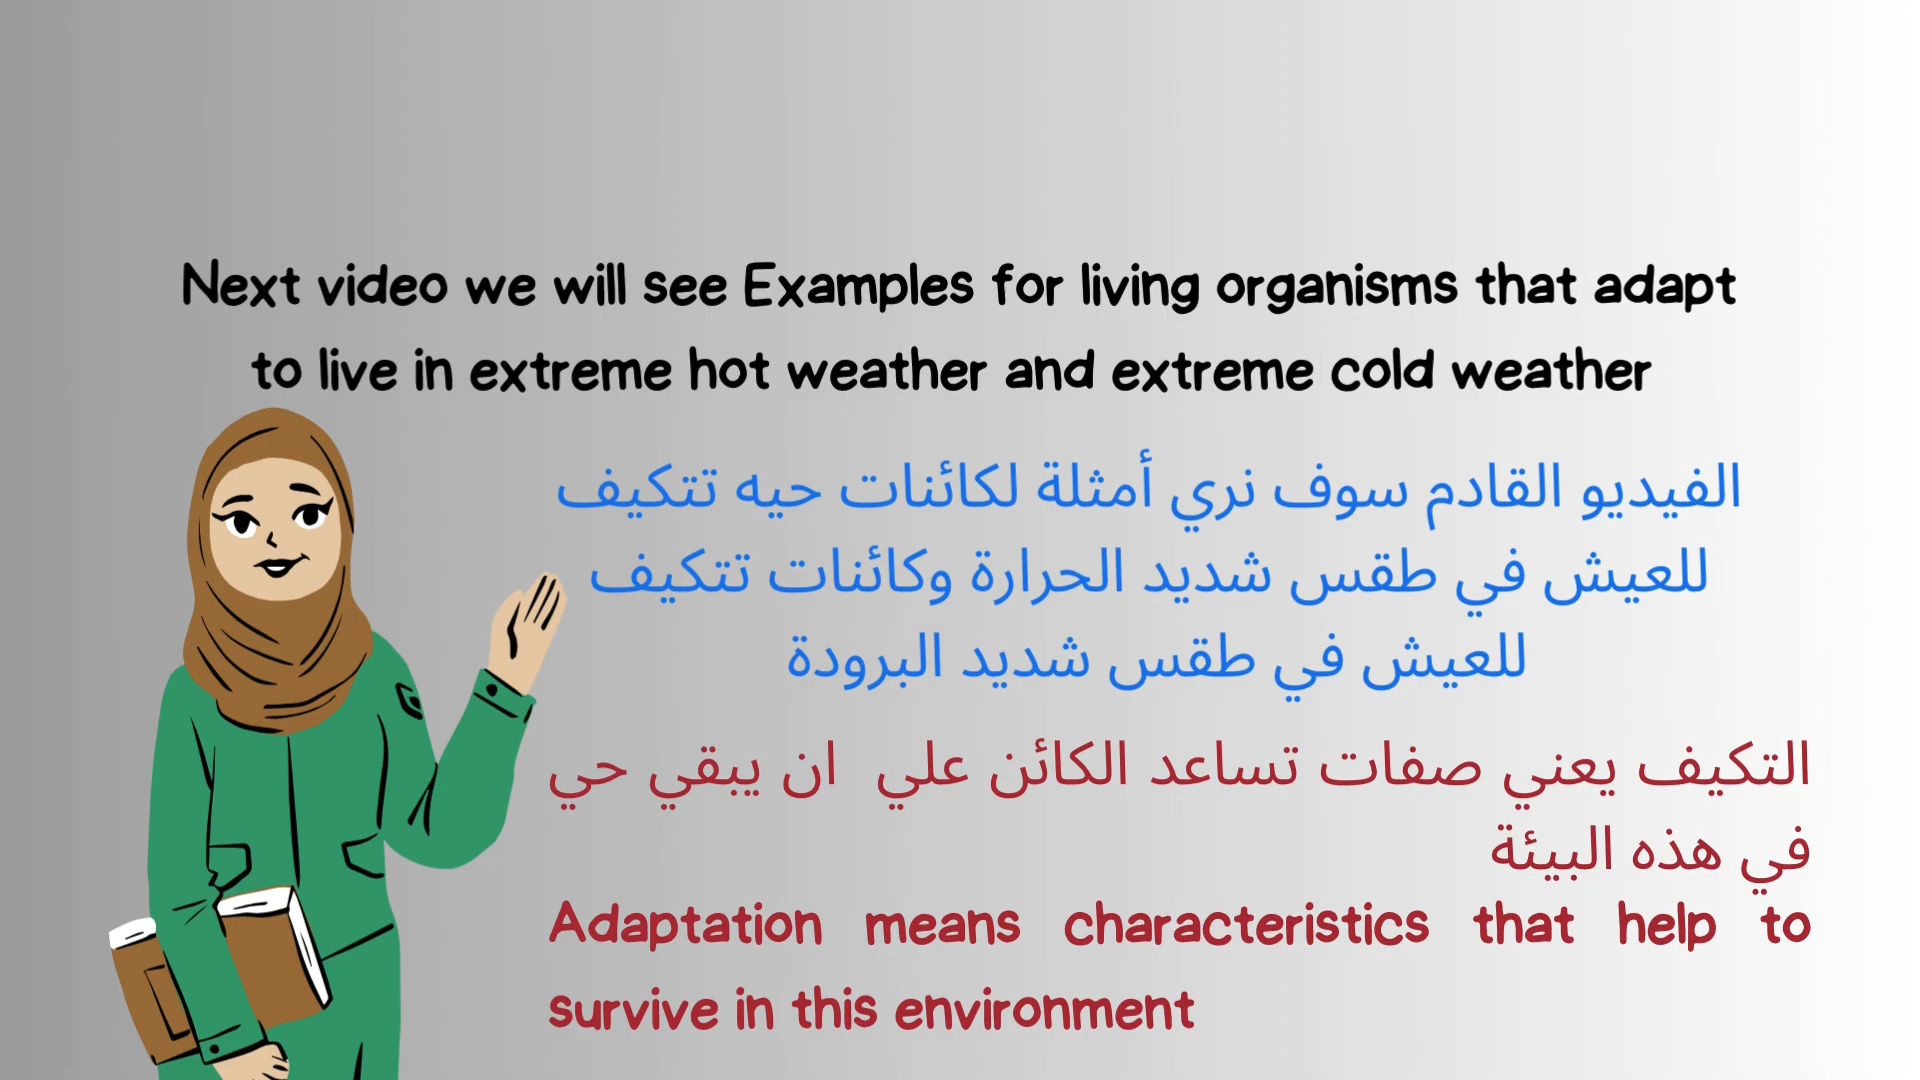 Next video we will see Examples for living organisms that adapt
to live in extreme hot weather and extreme cold weather
الفيديو القادم سوف نري أمثلة لكائنات حيه تتكيف
للعيش في طقس شديد الحرارة وكائنات تتكيف
للعيش في طقس شديد البرودة
التكيف يعني صفات تساعد الكائن علي ان يبقي حي
في هذه البيئة
Adaptation means characteristics that help to
survive in this environment